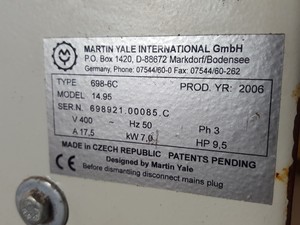 MARTIN YALE INTERNATIONAL GmbH
P.O. Box 1420, D-88672 Markdorf/Bodensee
Germany, Phone: 07544/60-0 Fax: 07544/60-262
TYPE 698-6C PROD. YR: 2006
MODEL 14.95
SER.N. 698921.00085.C
V 400 Hz 50 Ph 3
A 17,5 kW 7,0 HP 9,5
MADE IN CZECH REPUBLIC PATENTS PENDING
Designed by Martin Yale
Before dismantling disconnect mains plug